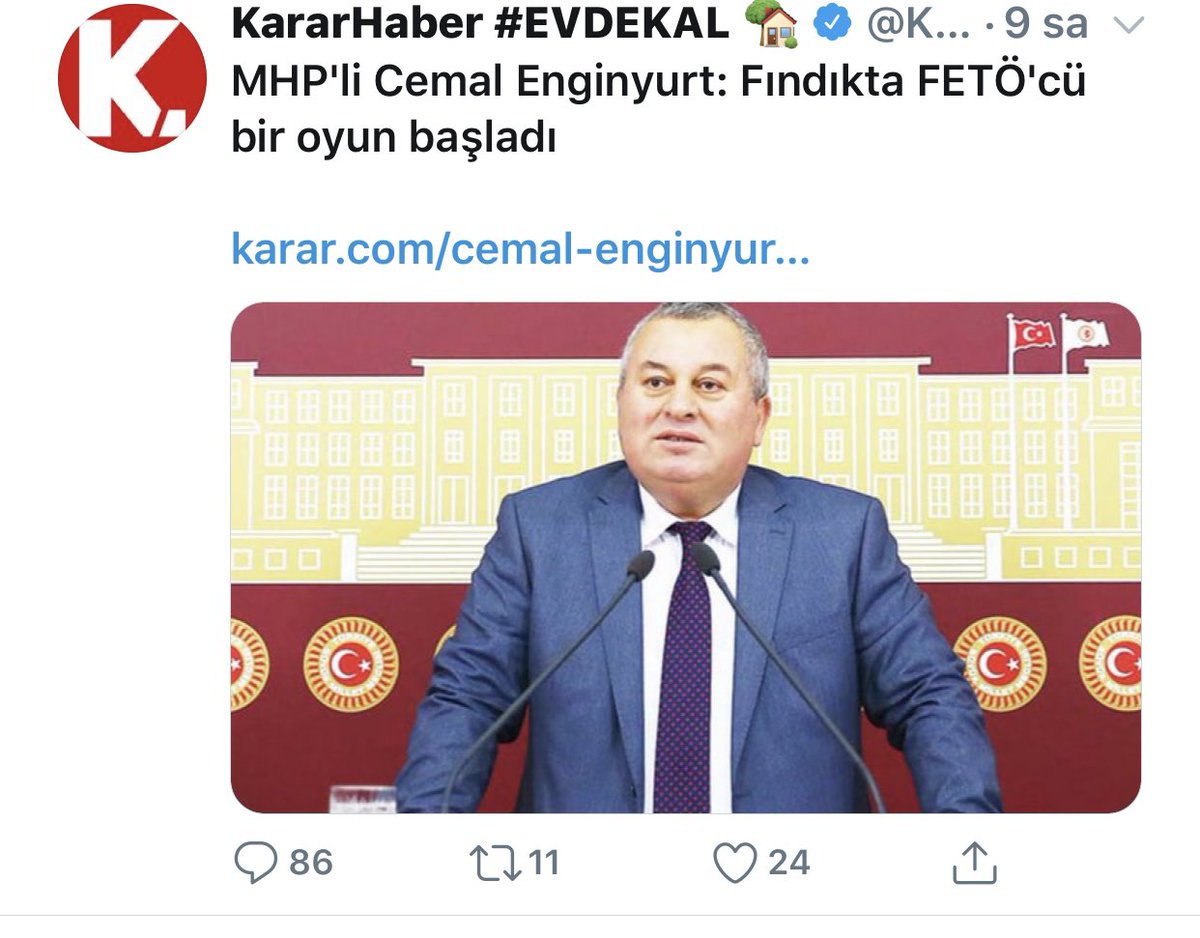 KararHaber #EVDEKAL 🏡 @K... · 9 sa
MHP'li Cemal Enginyurt: Fındıkta FETÖ'cü
bir oyun başladı
karar.com/cemal-enginyur...
86 11 24